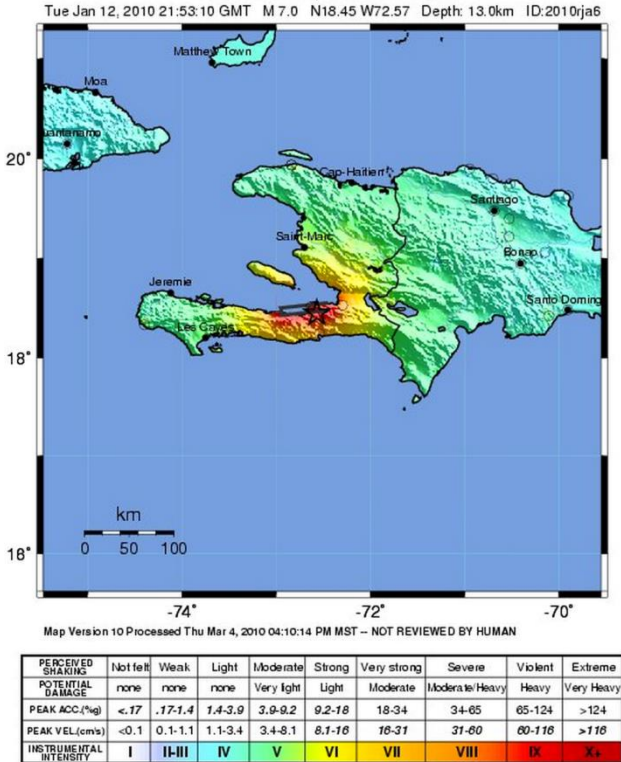 Tue Jan 12, 2010 21:53:10 GMT M 7.0 N18.45 W72.57 Depth: 13.0km ID:2010rja6
Matthew Town
Moa
20°
Cap-Haitien
Santiago
Saint-Marc
Bonao
Jeremie
Santo Doming
Les Cayes
18°
km
0 50 100
16°
-74° -72° -70°
Map Version 10 Processed Thu Mar 4, 2010 04:10:14 PM MST -- NOT REVIEWED BY HUMAN
PERCEIVED SHAKING Not felt Weak Light Moderate Strong Very strong Severe Violent Extreme
POTENTIAL DAMAGE none none none Very light Light Moderate Moderate/Heavy Heavy Very Heavy
PEAK ACC.(%g) <.17 .17-1.4 1.4-3.9 3.9-9.2 9.2-18 18-34 34-65 65-124 >124
PEAK VEL.(cm/s) <0.1 0.1-1.1 1.1-3.4 3.4-8.1 8.1-16 16-31 31-60 60-116 >116
INSTRUMENTAL INTENSITY I II-III IV V VI VII VIII IX X+